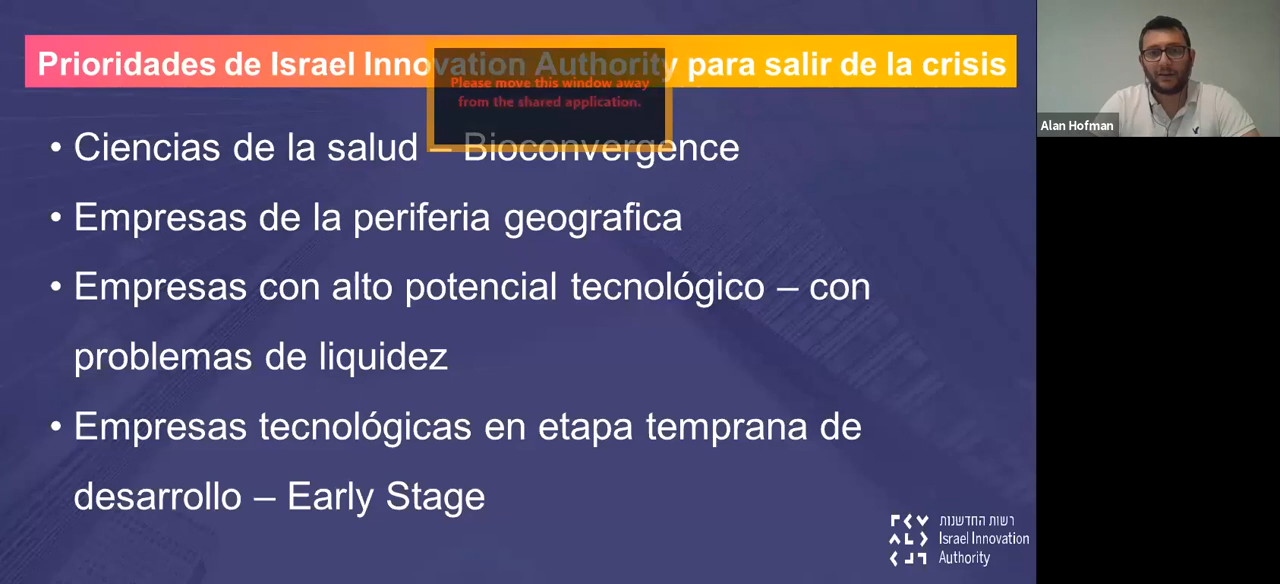 Prioridades de Israel Innovation Authority para salir de la crisis
Please move this window away
from the shared application.
• Ciencias de la salud – Bioconvergence
• Empresas de la periferia geografica
• Empresas con alto potencial tecnológico – con
problemas de liquidez
• Empresas tecnológicas en etapa temprana de
desarrollo – Early Stage
רשות החדשנות
Israel Innovation
Authority
Alan Hofman